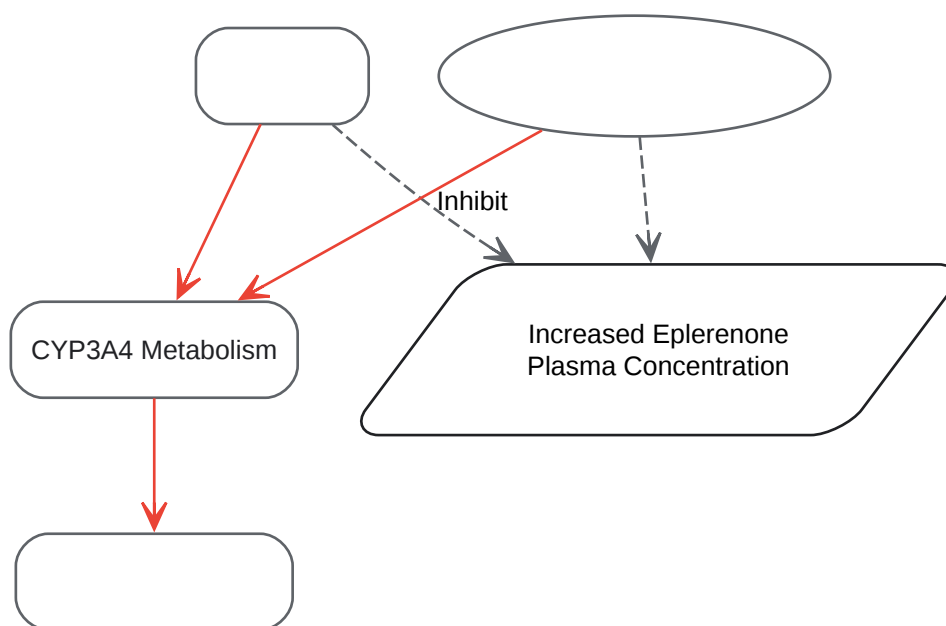 Inhibit
CYP3A4 Metabolism
Increased Eplerenone
Plasma Concentration